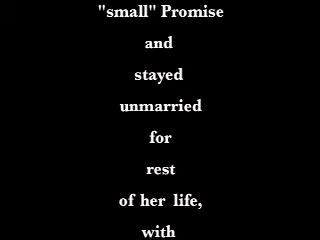 "small" Promise
and
stayed
unmarried
for
rest
of her life,
with